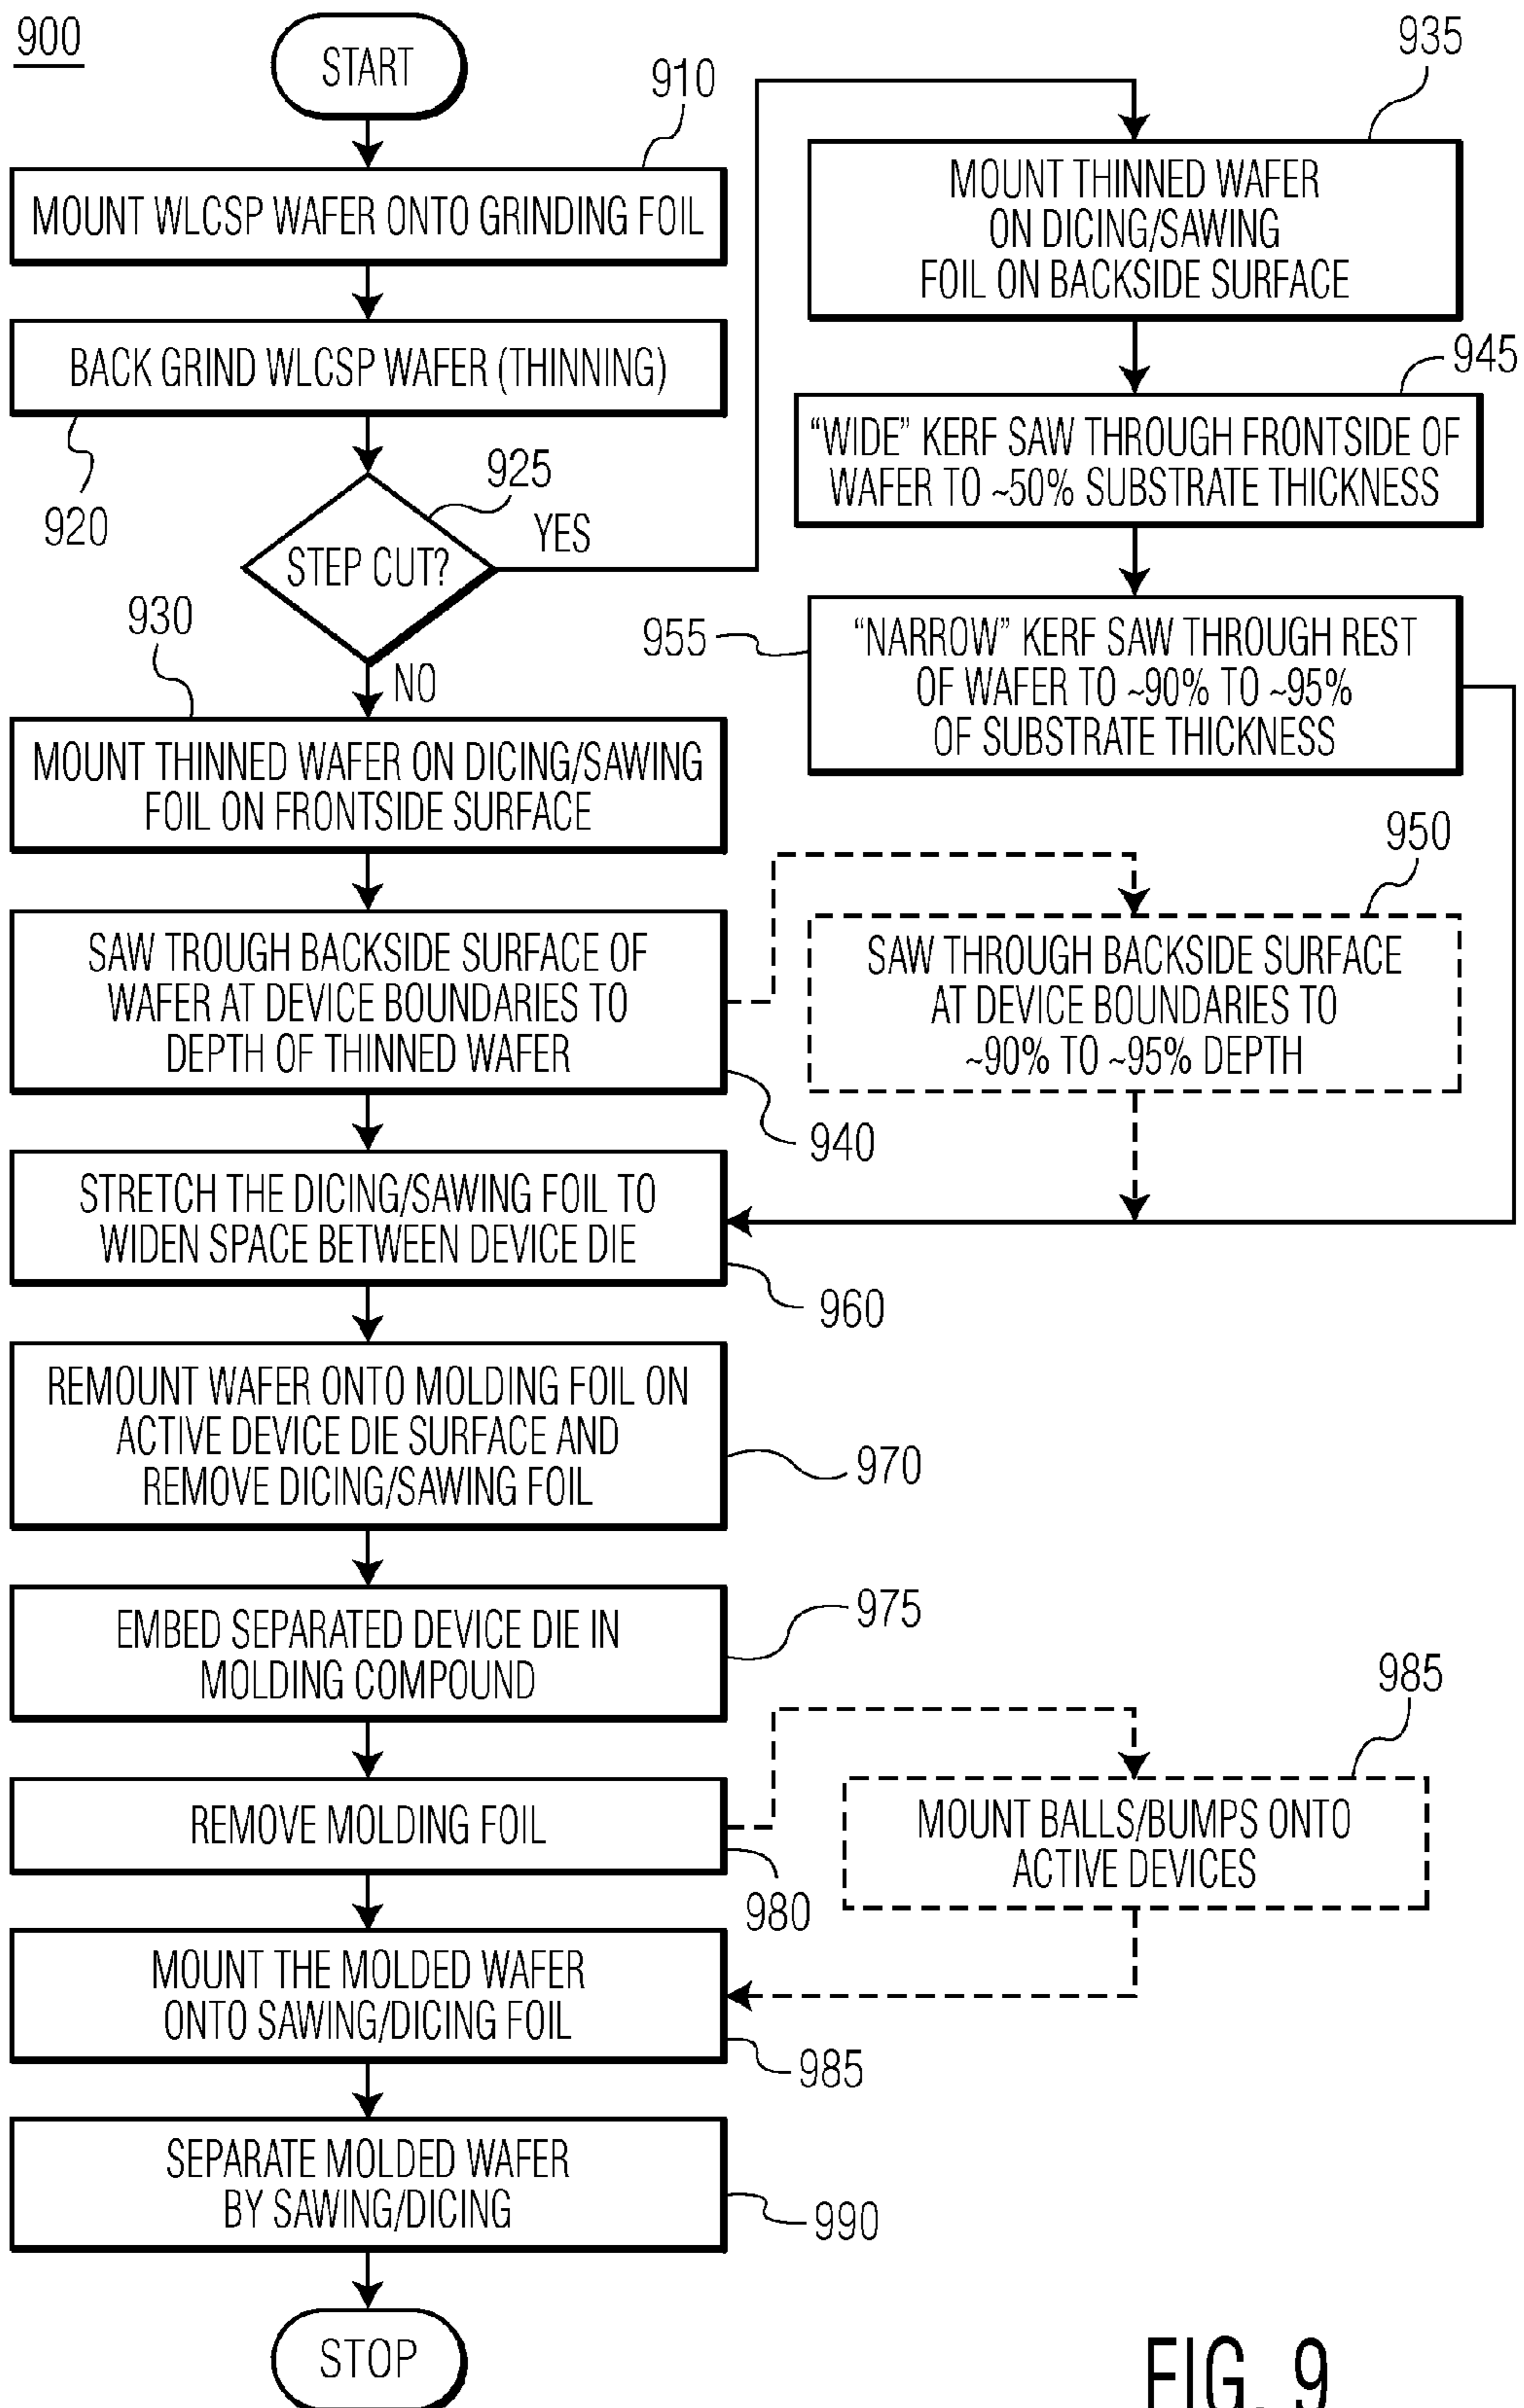 900
START
910
MOUNT WLCSP WAFER ONTO GRINDING FOIL
BACK GRIND WLCSP WAFER (THINNING)
920
925
STEP CUT?
YES
NO
935
MOUNT THINNED WAFER
ON DICING/SAWING
FOIL ON BACKSIDE SURFACE
945
“WIDE” KERF SAW THROUGH FRONTSIDE OF
WAFER TO ~50% SUBSTRATE THICKNESS
955
“NARROW” KERF SAW THROUGH REST
OF WAFER TO ~90% TO ~95%
OF SUBSTRATE THICKNESS
930
MOUNT THINNED WAFER ON DICING/SAWING
FOIL ON FRONTSIDE SURFACE
SAW TROUGH BACKSIDE SURFACE OF
WAFER AT DEVICE BOUNDARIES TO
DEPTH OF THINNED WAFER
940
950
SAW THROUGH BACKSIDE SURFACE
AT DEVICE BOUNDARIES TO
~90% TO ~95% DEPTH
STRETCH THE DICING/SAWING FOIL TO
WIDEN SPACE BETWEEN DEVICE DIE
960
REMOUNT WAFER ONTO MOLDING FOIL ON
ACTIVE DEVICE DIE SURFACE AND
REMOVE DICING/SAWING FOIL
970
EMBED SEPARATED DEVICE DIE IN
MOLDING COMPOUND
975
REMOVE MOLDING FOIL
980
985
MOUNT BALLS/BUMPS ONTO
ACTIVE DEVICES
MOUNT THE MOLDED WAFER
ONTO SAWING/DICING FOIL
985
SEPARATE MOLDED WAFER
BY SAWING/DICING
990
STOP
FIG. 9